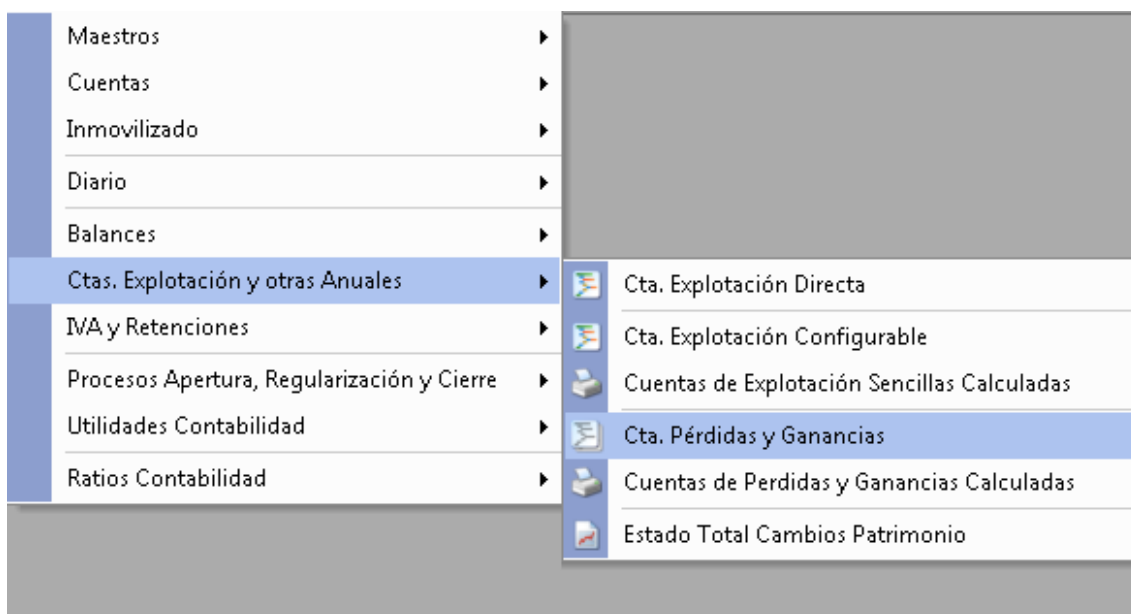 Maestros
Cuentas
Inmovilizado
Diario
Balances
Ctas. Explotación y otras Anuales
IVA y Retenciones
Procesos Apertura, Regularización y Cierre
Utilidades Contabilidad
Ratios Contabilidad
Cta. Explotación Directa
Cta. Explotación Configurable
Cuentas de Explotación Sencillas Calculadas
Cta. Pérdidas y Ganancias
Cuentas de Perdidas y Ganancias Calculadas
Estado Total Cambios Patrimonio